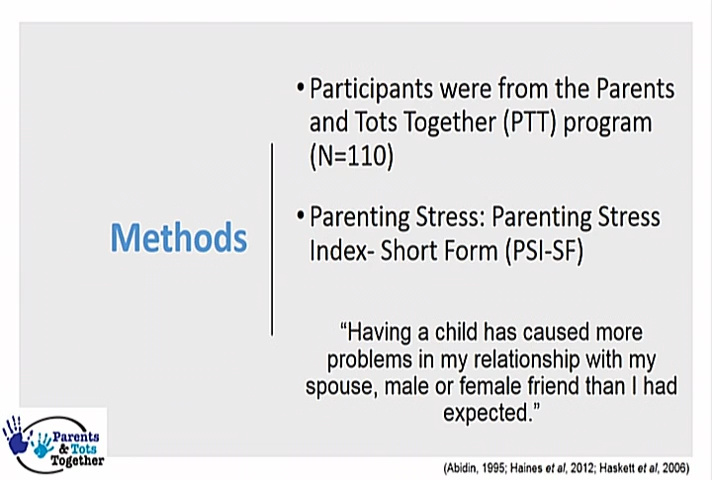 • Participants were from the Parents
and Tots Together (PTT) program
(N=110)
Methods
• Parenting Stress: Parenting Stress
Index- Short Form (PSI-SF)
“Having a child has caused more
problems in my relationship with my
spouse, male or female friend than I had
expected.”
Parents
& Tots
Together
(Abidin, 1995; Haines et al, 2012; Haskett et al, 2006)